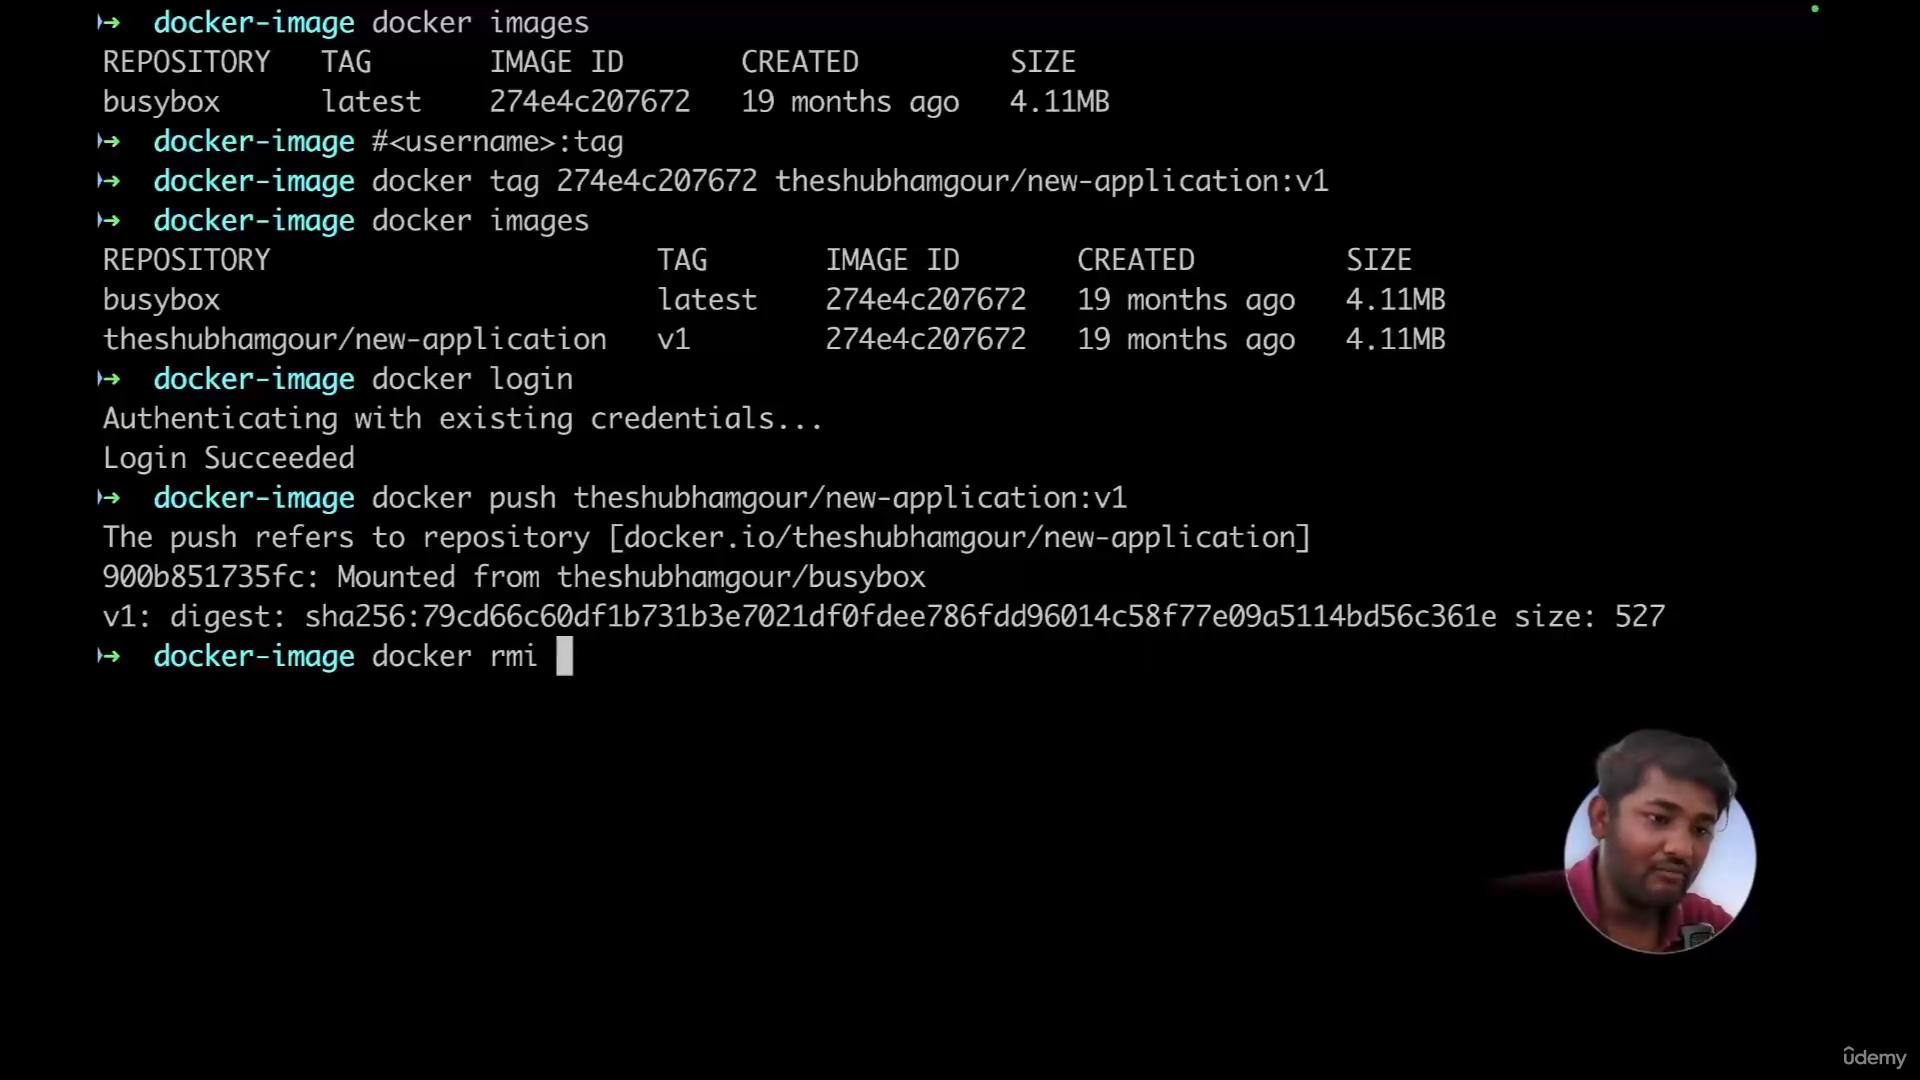 docker-image docker images
REPOSITORY TAG IMAGE ID CREATED SIZE
busybox latest 274e4c207672 19 months ago 4.11MB
docker-image #<username>:tag
docker-image docker tag 274e4c207672 theshubhamgour/new-application:v1
docker-image docker images
REPOSITORY TAG IMAGE ID CREATED SIZE
busybox latest 274e4c207672 19 months ago 4.11MB
theshubhamgour/new-application v1 274e4c207672 19 months ago 4.11MB
docker-image docker login
Authenticating with existing credentials...
Login Succeeded
docker-image docker push theshubhamgour/new-application:v1
The push refers to repository [docker.io/theshubhamgour/new-application]
900b851735fc: Mounted from theshubhamgour/busybox
v1: digest: sha256:79cd66c60df1b731b3e7021df0fdee786fdd96014c58f77e09a5114bd56c361e size: 527
docker-image docker rmi
ûdemy